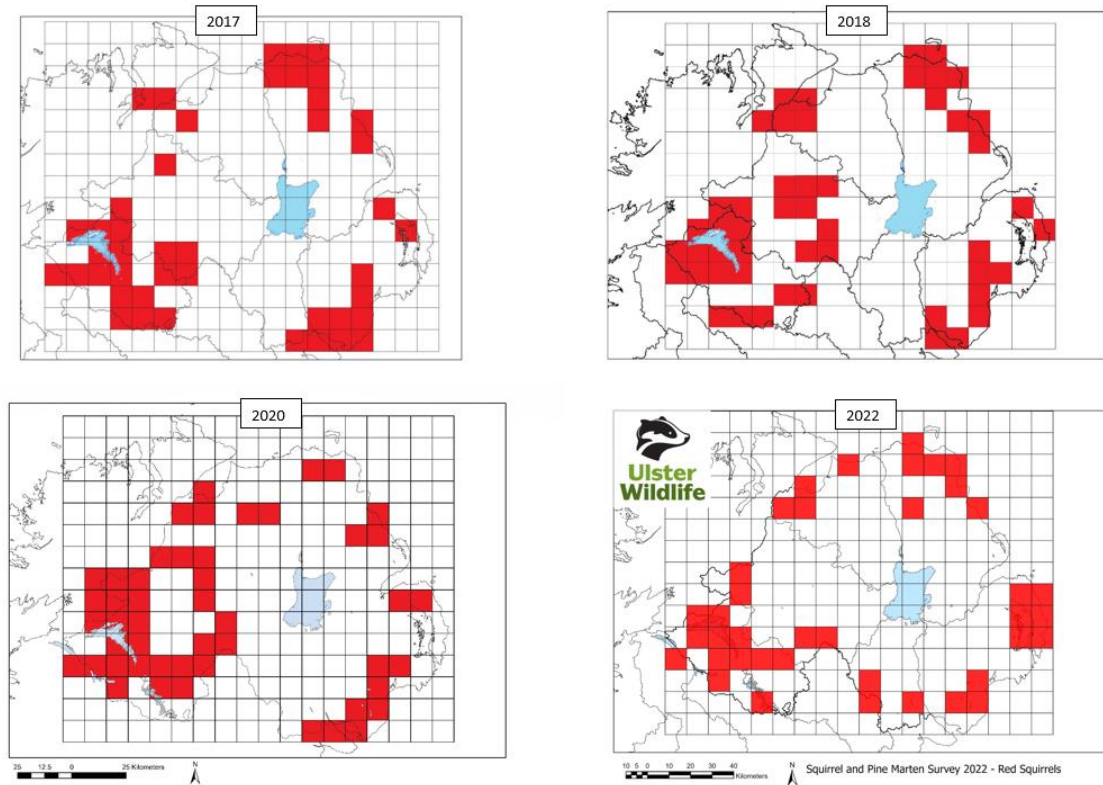 2017
2018
2020
25 12.5 0 25 Kilometers
N
Ulster
Wildlife
2022
10 5 0 10 20 30 40
Kilometers
N
Squirrel and Pine Marten Survey 2022 - Red Squirrels